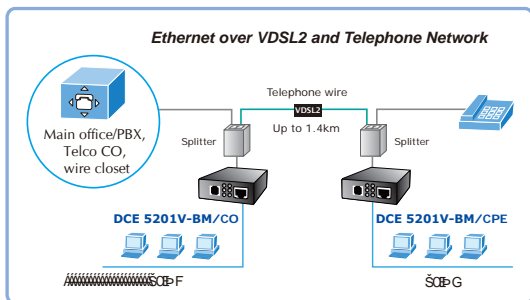 Ethernet over VDSL2 and Telephone Network
Main office/PBX,
Telco CO,
wire closet
Splitter
Telephone wire
VDSL2
Up to 1.4km
Splitter
DCE 5201V-BM/CO
DCE 5201V-BM/CPE